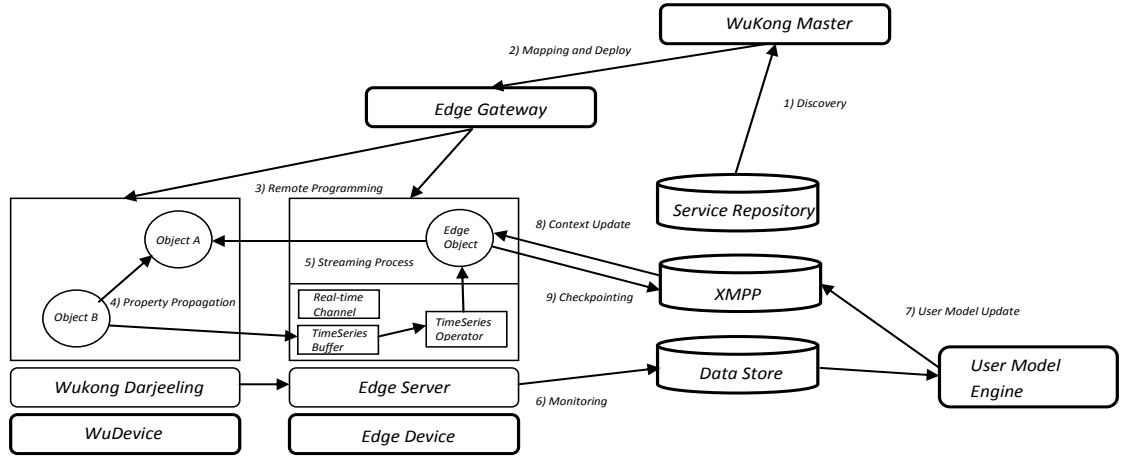 WuKong Master
2) Mapping and Deploy
Edge Gateway
1) Discovery
3) Remote Programming
Service Repository
Object A
Edge
Object
8) Context Update
5) Streaming Process
4) Property Propagation
Real-time
Channel
9) Checkpointing
XMPP
Object B
TimeSeries
Buffer
TimeSeries
Operator
7) User Model Update
Wukong Darjeeling
Edge Server
6) Monitoring
Data Store
User Model
Engine
WuDevice
Edge Device